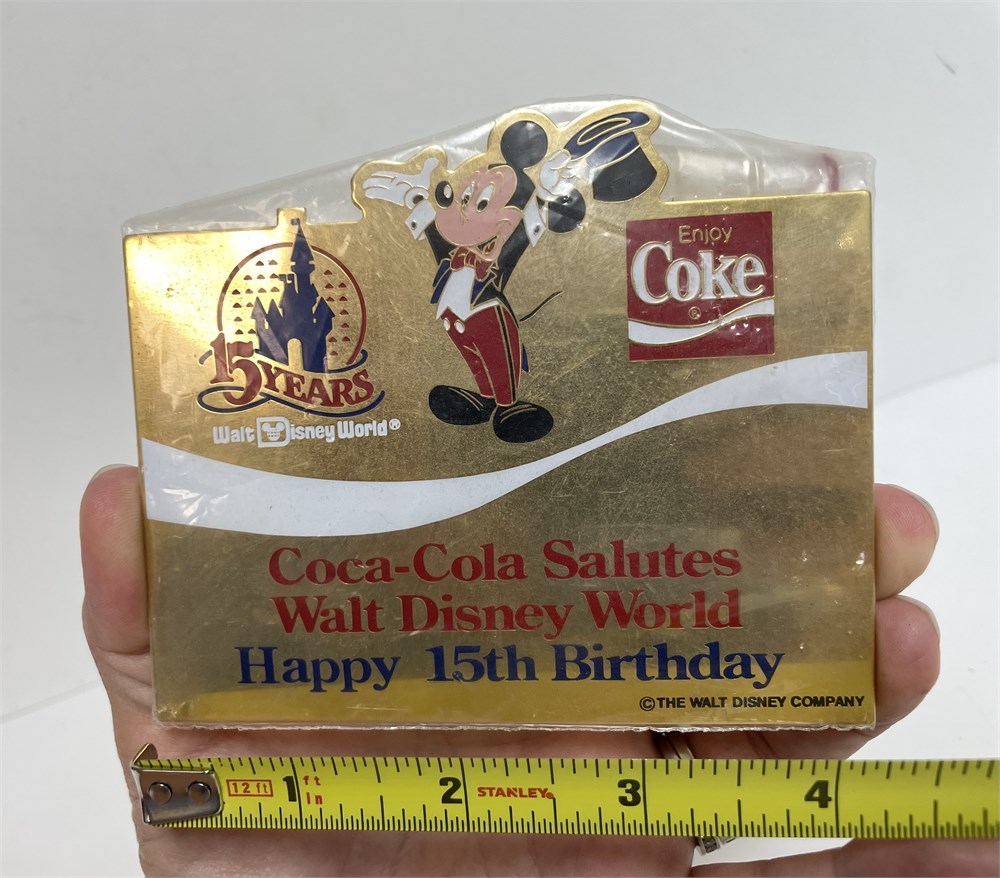 Enjoy
Coke
®
15 YEARS
Walt Disney World®
Coca-Cola Salutes
Walt Disney World
Happy 15th Birthday
©THE WALT DISNEY COMPANY
12 ft 1 ft 2 STANLEY® 3 4
in